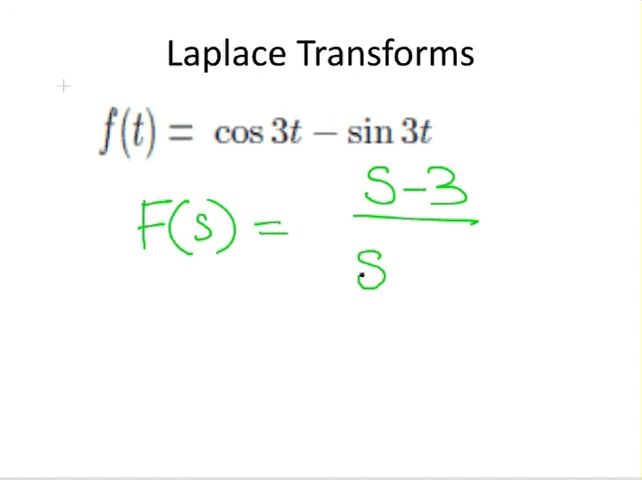 Laplace Transforms
f(t) = cos 3t − sin 3t
S-3
F(s) =
S